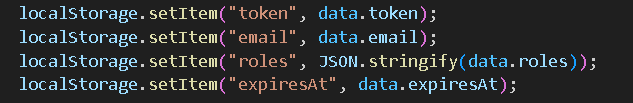 localStorage.setItem("token", data.token);
localStorage.setItem("email", data.email);
localStorage.setItem("roles", JSON.stringify(data.roles));
localStorage.setItem("expiresAt", data.expiresAt);